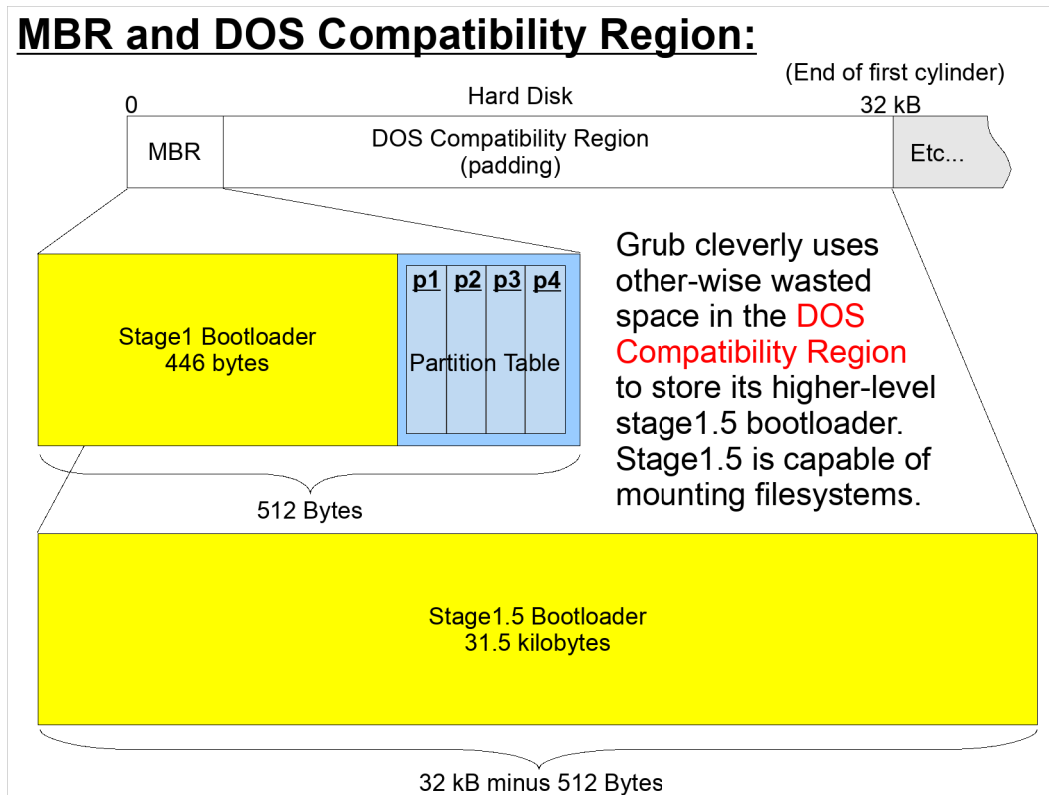 MBR and DOS Compatibility Region:
(End of first cylinder)
0
Hard Disk
32 kB
MBR
DOS Compatibility Region
(padding)
Etc...
Stage1 Bootloader
446 bytes
p1 p2 p3 p4
Partition Table
512 Bytes
Grub cleverly uses
other-wise wasted
space in the DOS
Compatibility Region
to store its higher-level
stage1.5 bootloader.
Stage1.5 is capable of
mounting filesystems.
Stage1.5 Bootloader
31.5 kilobytes
32 kB minus 512 Bytes